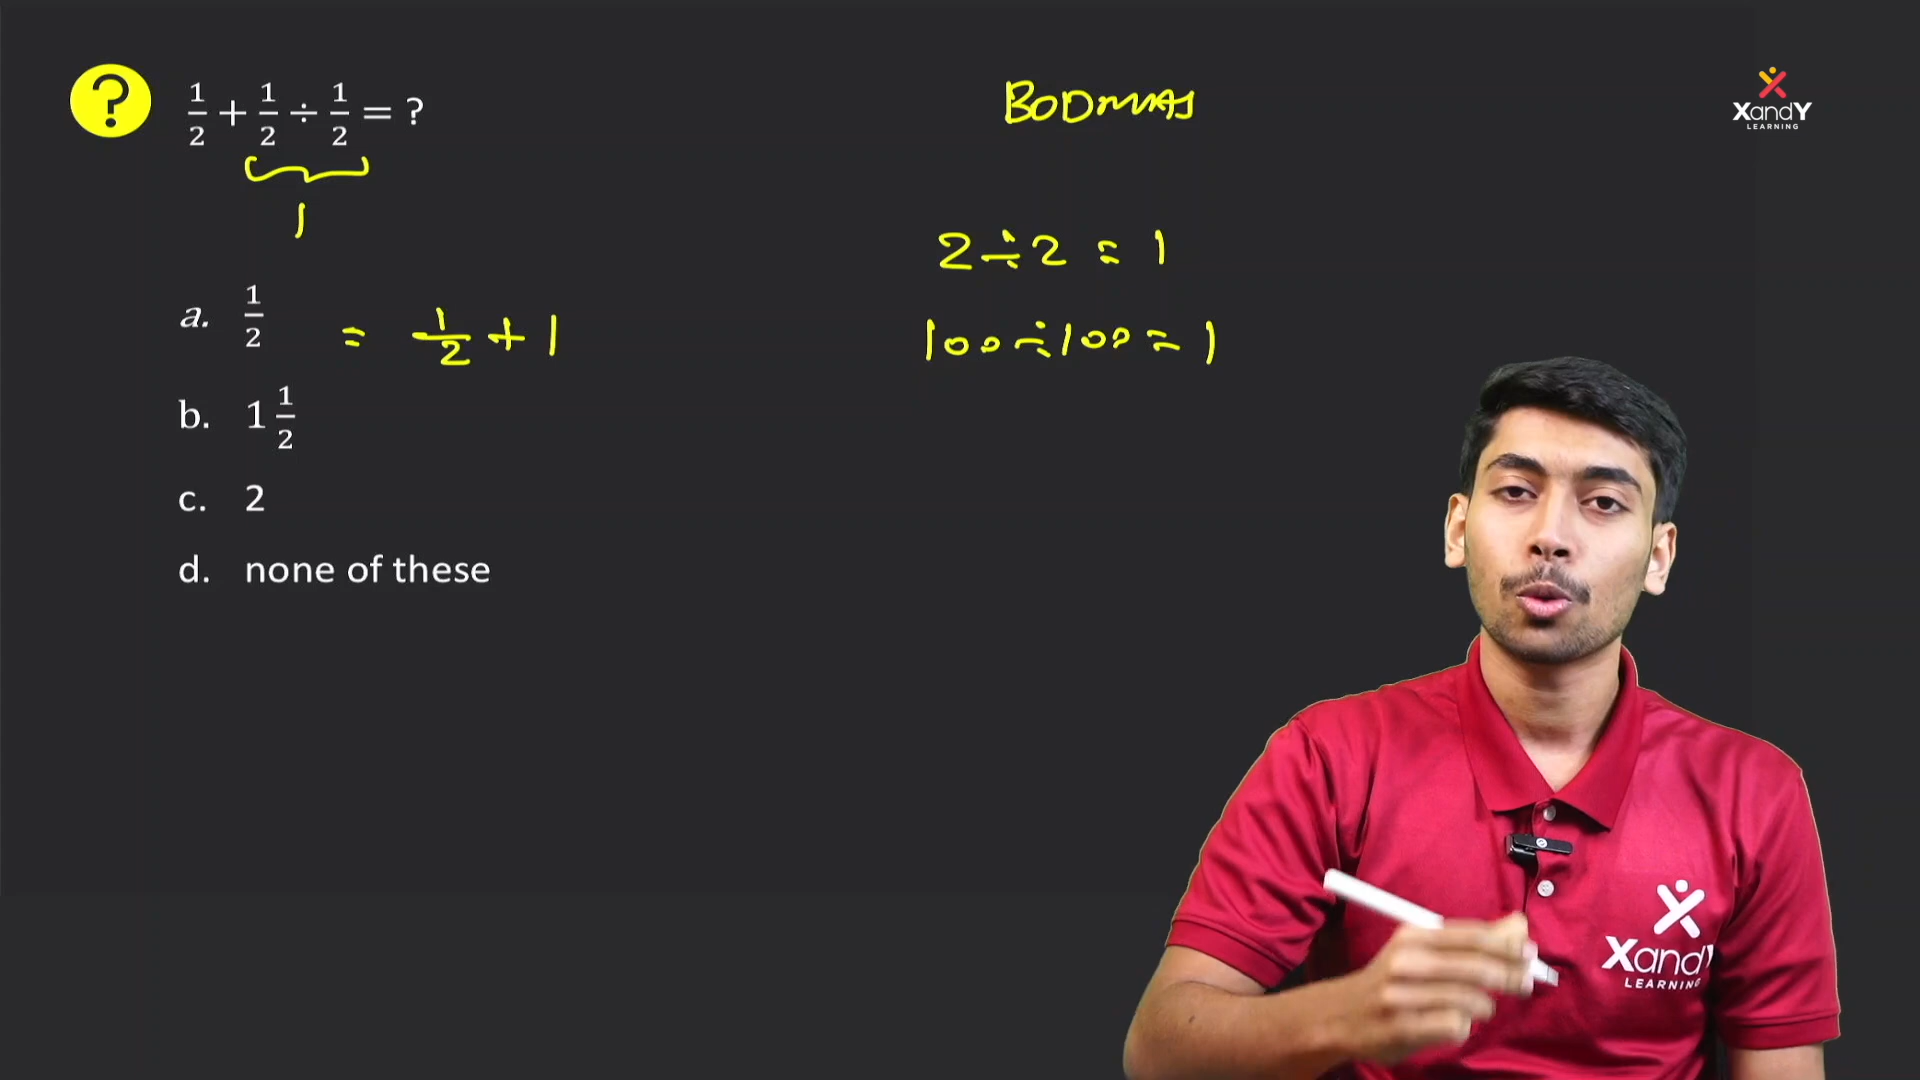 ? 1/2 + 1/2 ÷ 1/2 = ?
1
BODMAS
XandY
LEARNING
2 ÷ 2 = 1
100 ÷ 100 = 1
a. 1/2
= 1/2 + 1
b. 1 1/2
c. 2
d. none of these
XandY
LEARNING